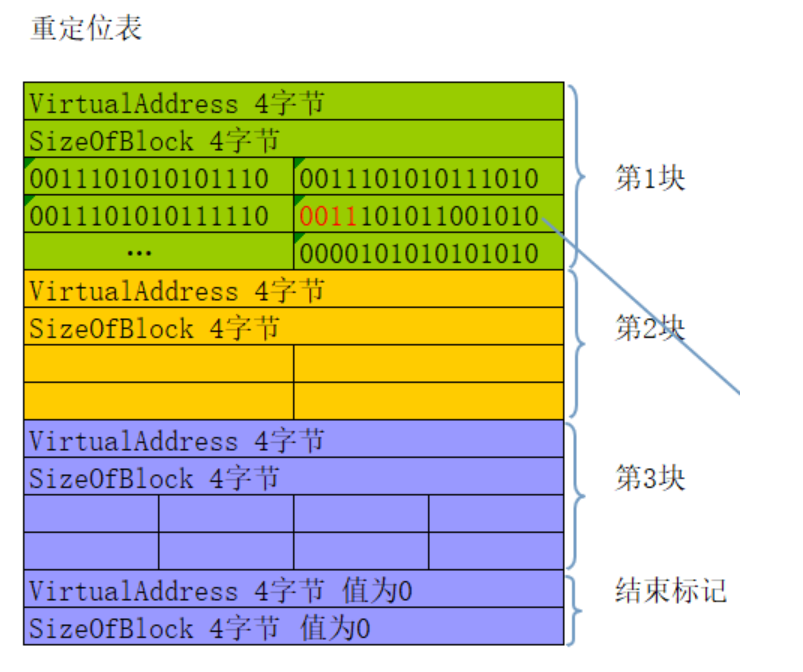 重定位表
VirtualAddress 4字节
SizeOfBlock 4字节
第1块
0011101010101110 0011101010111010
0011101010111110 0011101011001010
... 0000101010101010
VirtualAddress 4字节
SizeOfBlock 4字节
第2块
VirtualAddress 4字节
SizeOfBlock 4字节
第3块
VirtualAddress 4字节 值为0
结束标记
SizeOfBlock 4字节 值为0